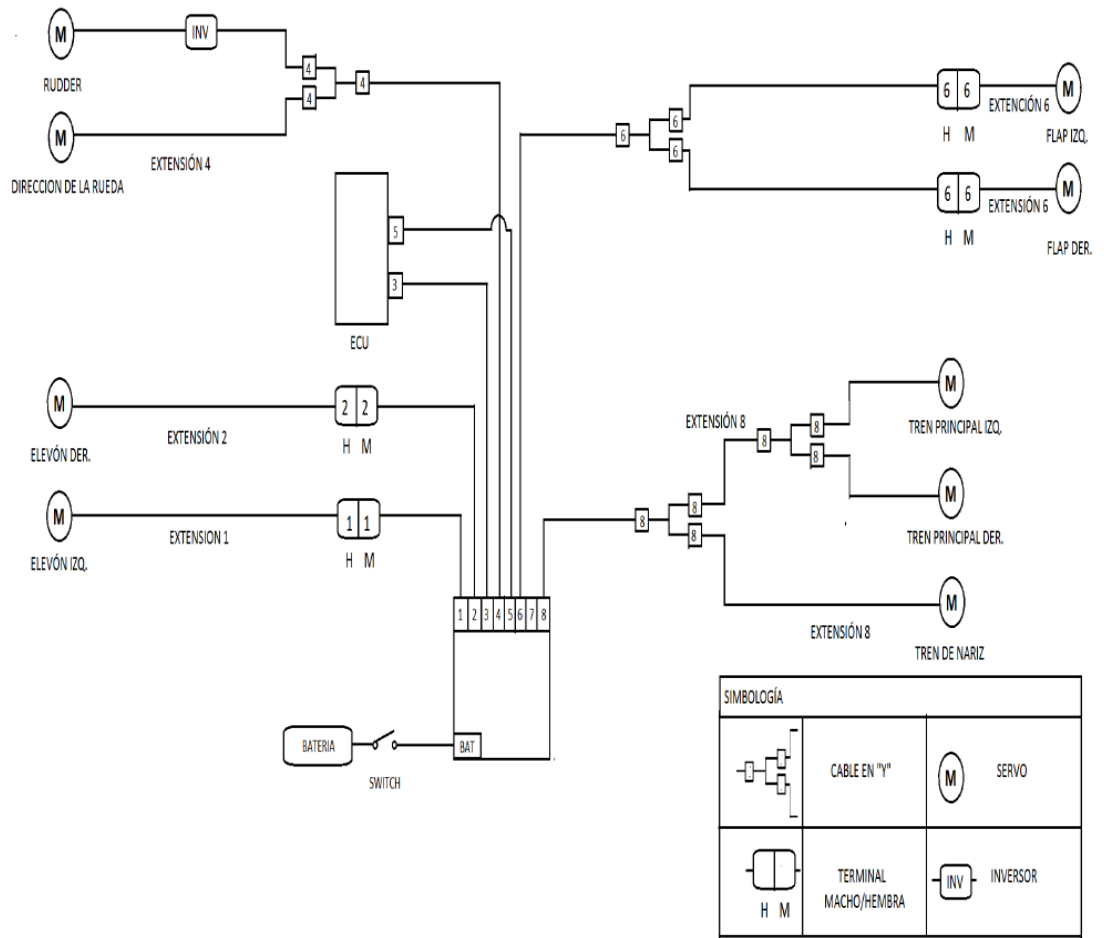 M
INV
RUDDER
4
4
4
M
EXTENSIÓN 4
DIRECCION DE LA RUEDA
5
3
ECU
6
6
6
6 6
EXTENCIÓN 6
M
H M
FLAP IZQ.
6 6
EXTENSIÓN 6
M
H M
FLAP DER.
M
2 2
EXTENSIÓN 2
H M
ELEVÓN DER.
M
1 1
EXTENSION 1
H M
ELEVÓN IZQ.
EXTENSIÓN 8
8
8
8
M
TREN PRINCIPAL IZQ.
M
TREN PRINCIPAL DER.
8
8
8
M
EXTENSIÓN 8
TREN DE NARIZ
1 2 3 4 5 6 7 8
BATERIA
SWITCH
BAT
SIMBOLOGÍA
CABLE EN "Y"
M
SERVO
H M
TERMINAL
MACHO/HEMBRA
INV
INVERSOR